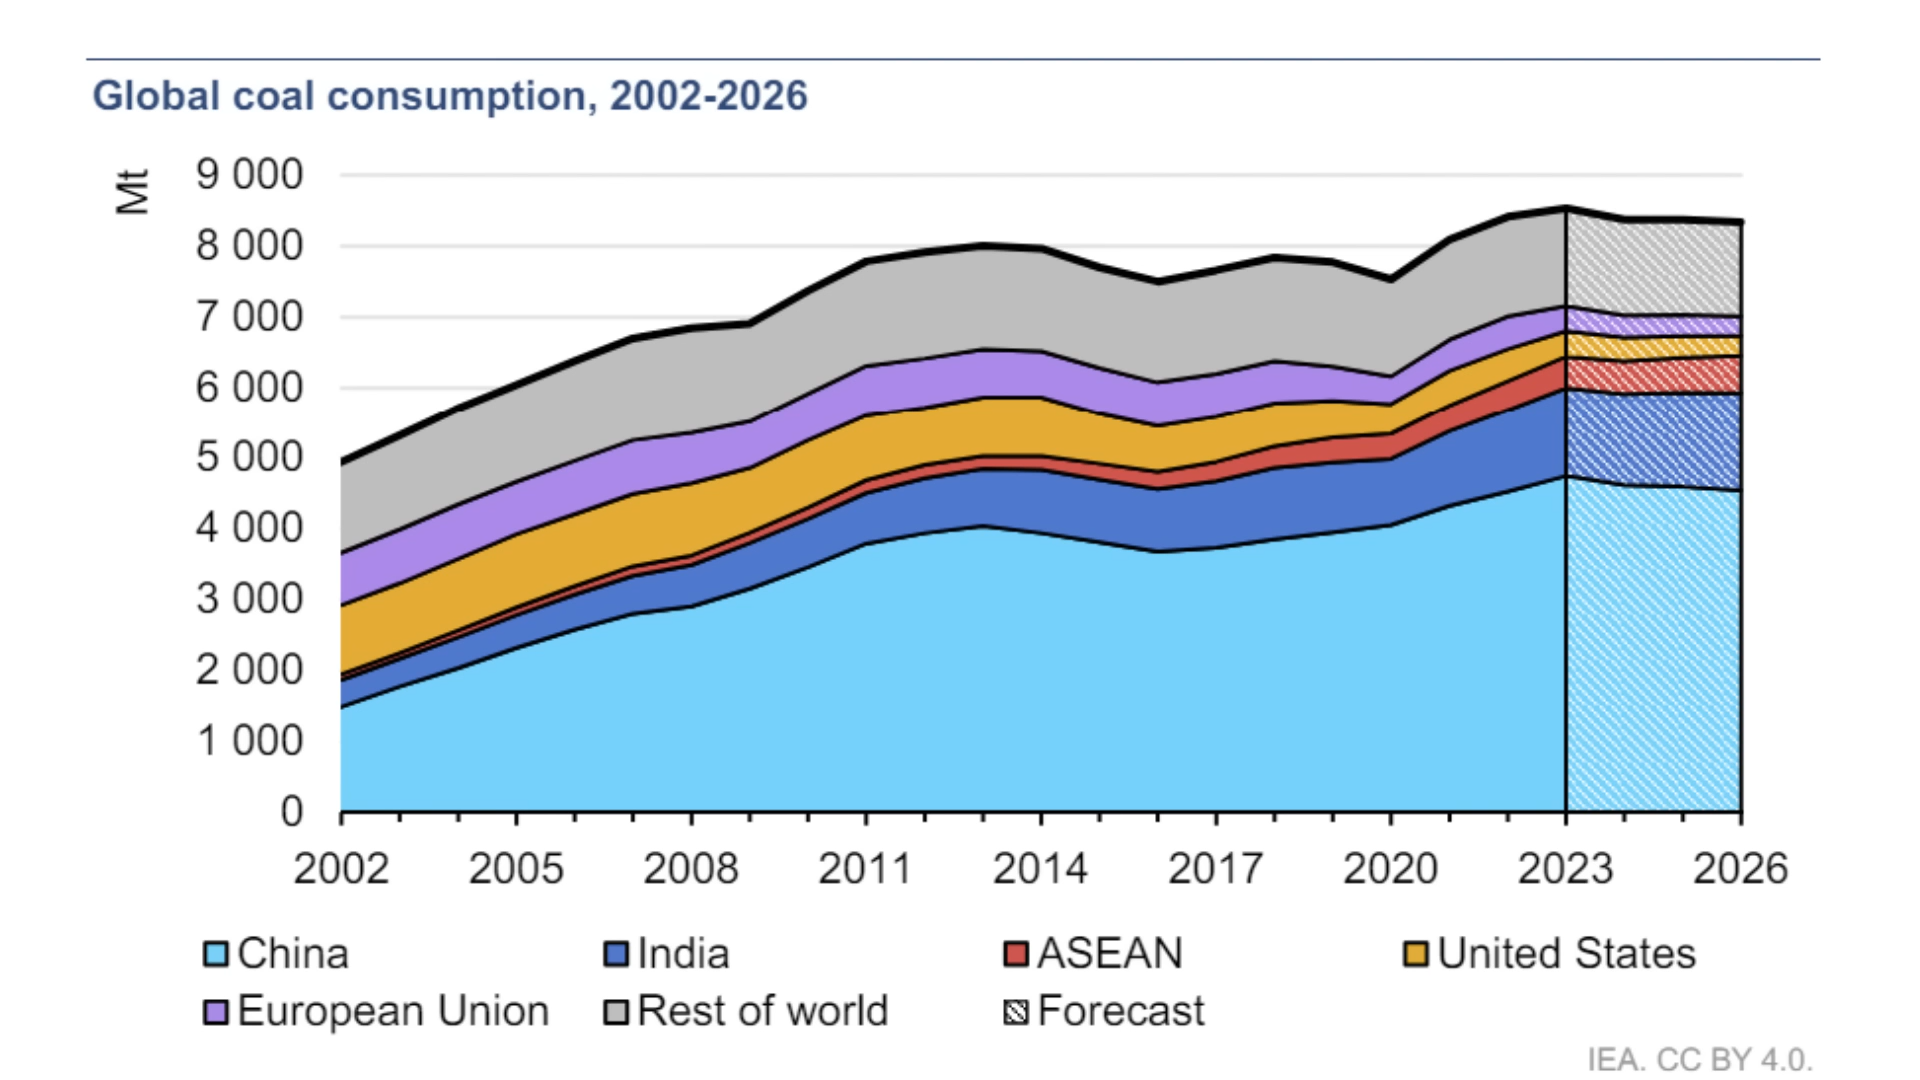 Global coal consumption, 2002-2026
Mt
9 000
8 000
7 000
6 000
5 000
4 000
3 000
2 000
1 000
0
2002 2005 2008 2011 2014 2017 2020 2023 2026
China India ASEAN United States
European Union Rest of world Forecast
IEA. CC BY 4.0.